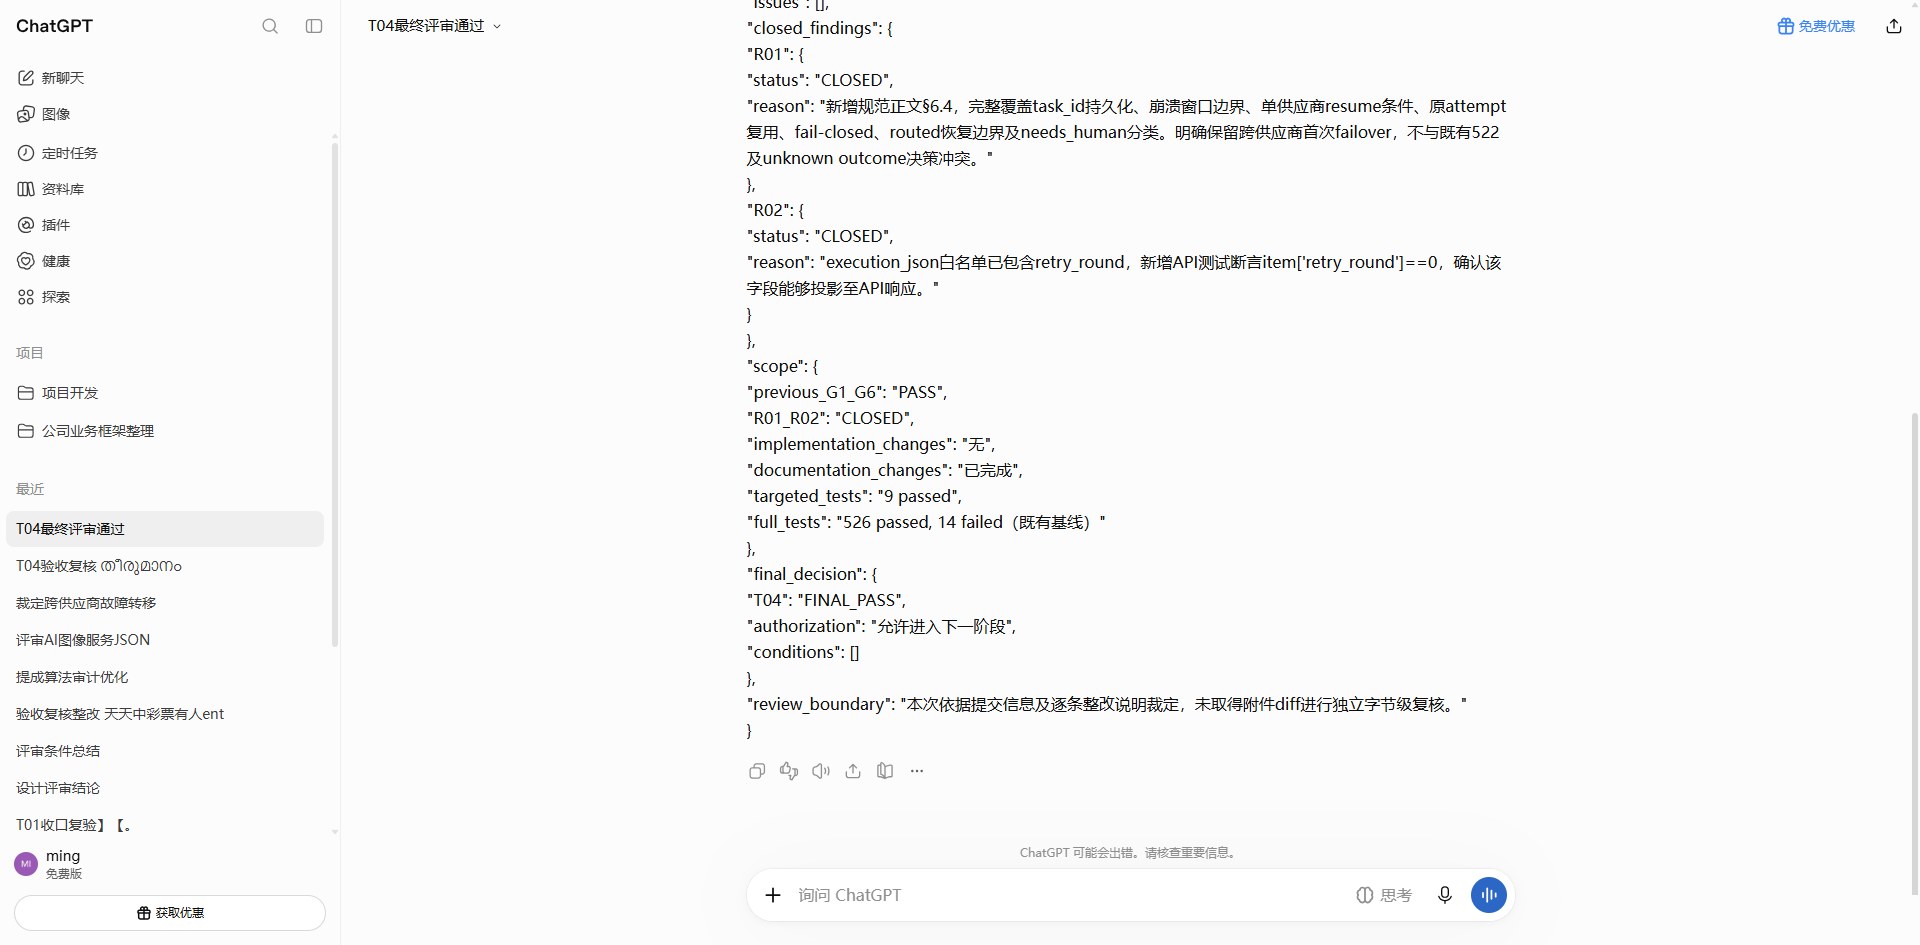 ChatGPT
新聊天
图像
定时任务
资料库
插件
健康
探索
项目
项目开发
公司业务框架整理
最近
T04最终评审通过
T04验收复核 തീരുമാനം
裁定跨供应商故障转移
评审AI图像服务JSON
提成算法审计优化
验收复核整改 天天中彩票有人ent
评审条件总结
设计评审结论
T01收口复验】【。
MI
ming
免费版
获取优惠
T04最终评审通过
免费优惠
"issues": [],
"closed_findings": {
"R01": {
"status": "CLOSED",
"reason": "新增规范正文§6.4，完整覆盖task_id持久化、崩溃窗口边界、单供应商resume条件、原attempt
复用、fail-closed、routed恢复边界及needs_human分类。明确保留跨供应商首次failover，不与既有522
及unknown outcome决策冲突。"
},
"R02": {
"status": "CLOSED",
"reason": "execution_json白名单已包含retry_round，新增API测试断言item['retry_round']==0，确认该
字段能够投影至API响应。"
}
},
"scope": {
"previous_G1_G6": "PASS",
"R01_R02": "CLOSED",
"implementation_changes": "无",
"documentation_changes": "已完成",
"targeted_tests": "9 passed",
"full_tests": "526 passed, 14 failed（既有基线）"
},
"final_decision": {
"T04": "FINAL_PASS",
"authorization": "允许进入下一阶段",
"conditions": []
},
"review_boundary": "本次依据提交信息及逐条整改说明裁定，未取得附件diff进行独立字节级复核。"
}
ChatGPT 可能会出错。请核查重要信息。
询问 ChatGPT
思考